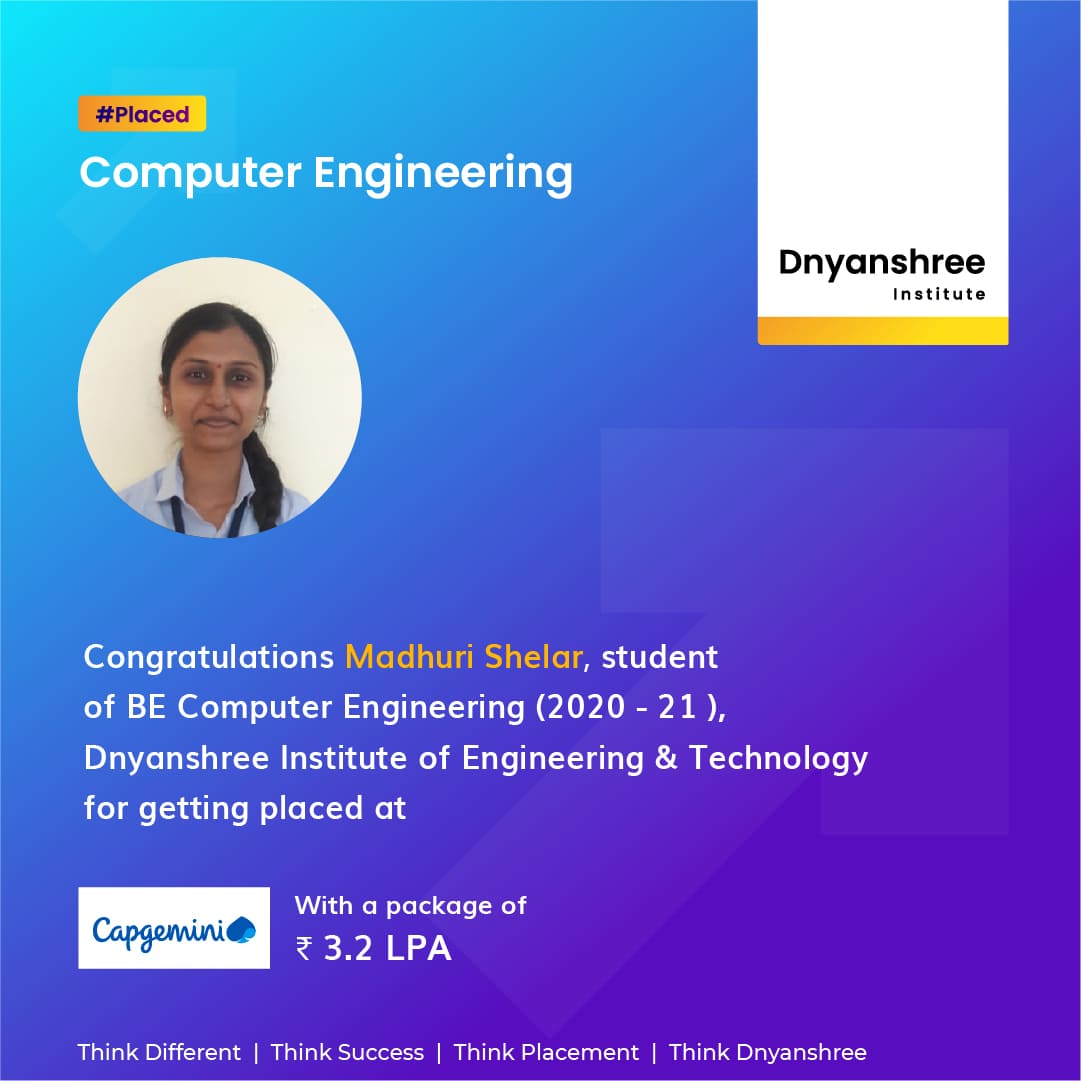 #Placed
Computer Engineering
Dnyanshree
Institute
Congratulations Madhuri Shelar, student
of BE Computer Engineering (2020 - 21 ),
Dnyanshree Institute of Engineering & Technology
for getting placed at
Capgemini
With a package of
₹ 3.2 LPA
Think Different | Think Success | Think Placement | Think Dnyanshree